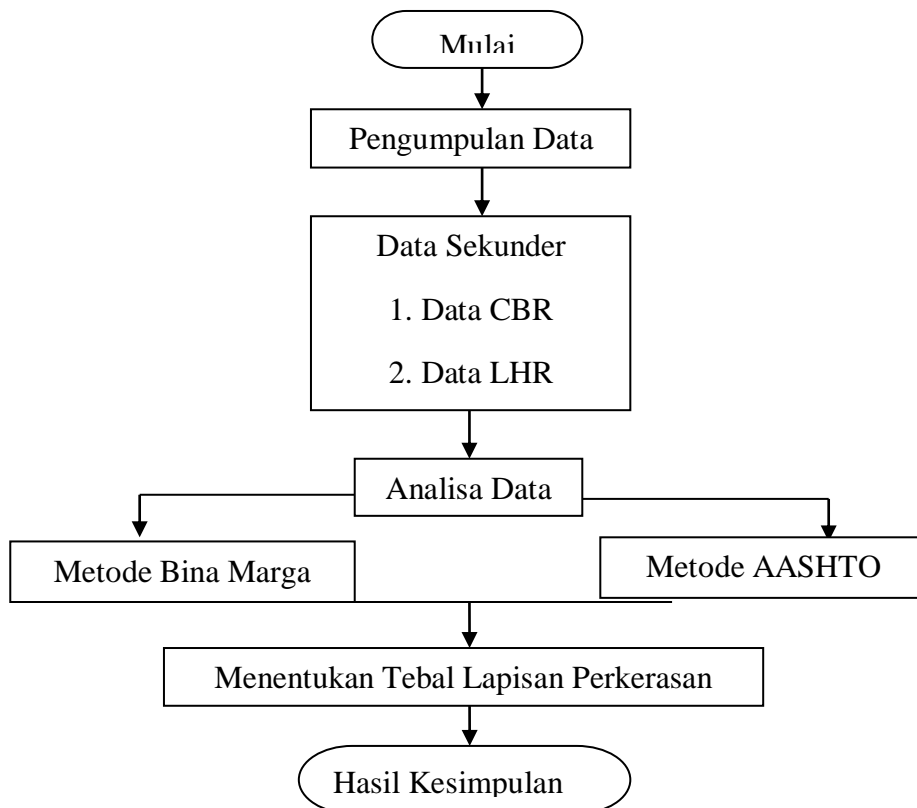 Mulai
Pengumpulan Data
Data Sekunder
1. Data CBR
2. Data LHR
Analisa Data
Metode Bina Marga
Metode AASHTO
Menentukan Tebal Lapisan Perkerasan
Hasil Kesimpulan